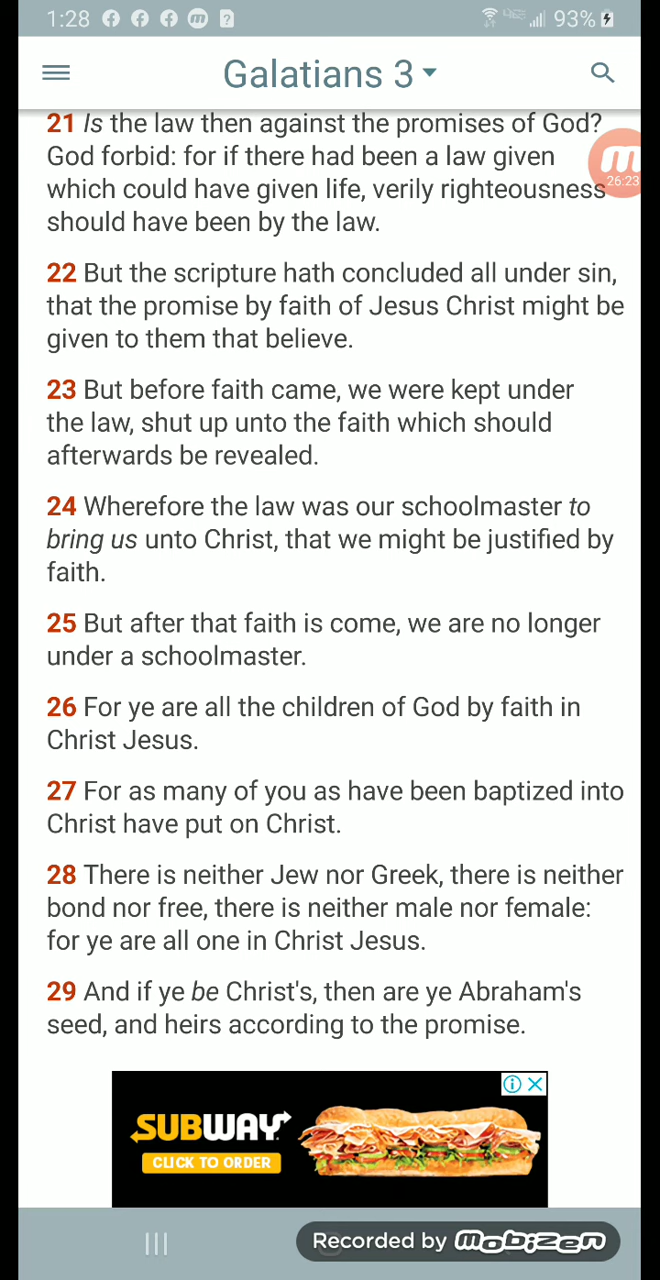 1:28
93%
Galatians 3
21 Is the law then against the promises of God?
God forbid: for if there had been a law given
which could have given life, verily righteousness
should have been by the law.
26:23
22 But the scripture hath concluded all under sin,
that the promise by faith of Jesus Christ might be
given to them that believe.
23 But before faith came, we were kept under
the law, shut up unto the faith which should
afterwards be revealed.
24 Wherefore the law was our schoolmaster to
bring us unto Christ, that we might be justified by
faith.
25 But after that faith is come, we are no longer
under a schoolmaster.
26 For ye are all the children of God by faith in
Christ Jesus.
27 For as many of you as have been baptized into
Christ have put on Christ.
28 There is neither Jew nor Greek, there is neither
bond nor free, there is neither male nor female:
for ye are all one in Christ Jesus.
29 And if ye be Christ's, then are ye Abraham's
seed, and heirs according to the promise.
SUBWAY
CLICK TO ORDER
Recorded by mobizen